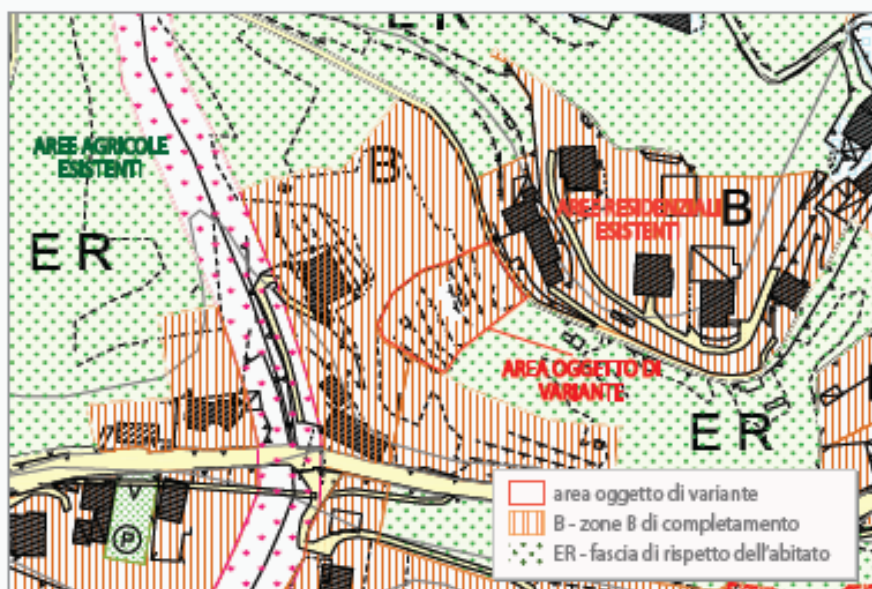 E R
AREE AGRICOLE
ESISTENTI
B
B
AREE RESIDENZIALI
ESISTENTI
E R
AREA OGGETTO DI
VARIANTE
E R
P
area oggetto di variante
B - zone B di completamento
ER - fascia di rispetto dell'abitato